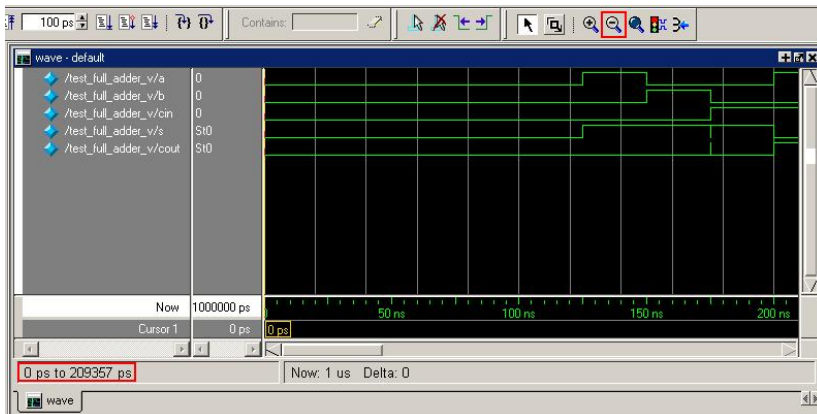 100 ps
Contains:
wave - default
/test_full_adder_v/a 0
/test_full_adder_v/b 0
/test_full_adder_v/cin 0
/test_full_adder_v/s St0
/test_full_adder_v/cout St0
Now 1000000 ps
50 ns 100 ns 150 ns 200 ns
Cursor 1 0 ps 0 ps
0 ps to 209357 ps Now: 1 us Delta: 0
wave